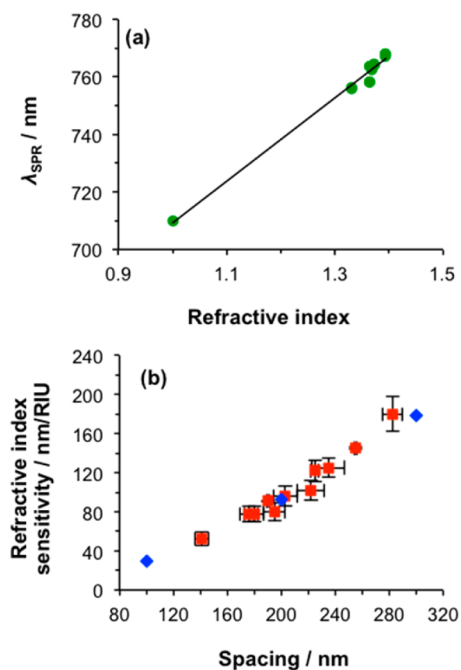 (a)
λSPR / nm
780
760
740
720
700
0.9 1.1 1.3 1.5
Refractive index
(b)
Refractive index
sensitivity / nm/RIU
240
200
160
120
80
40
0
80 120 160 200 240 280 320
Spacing / nm